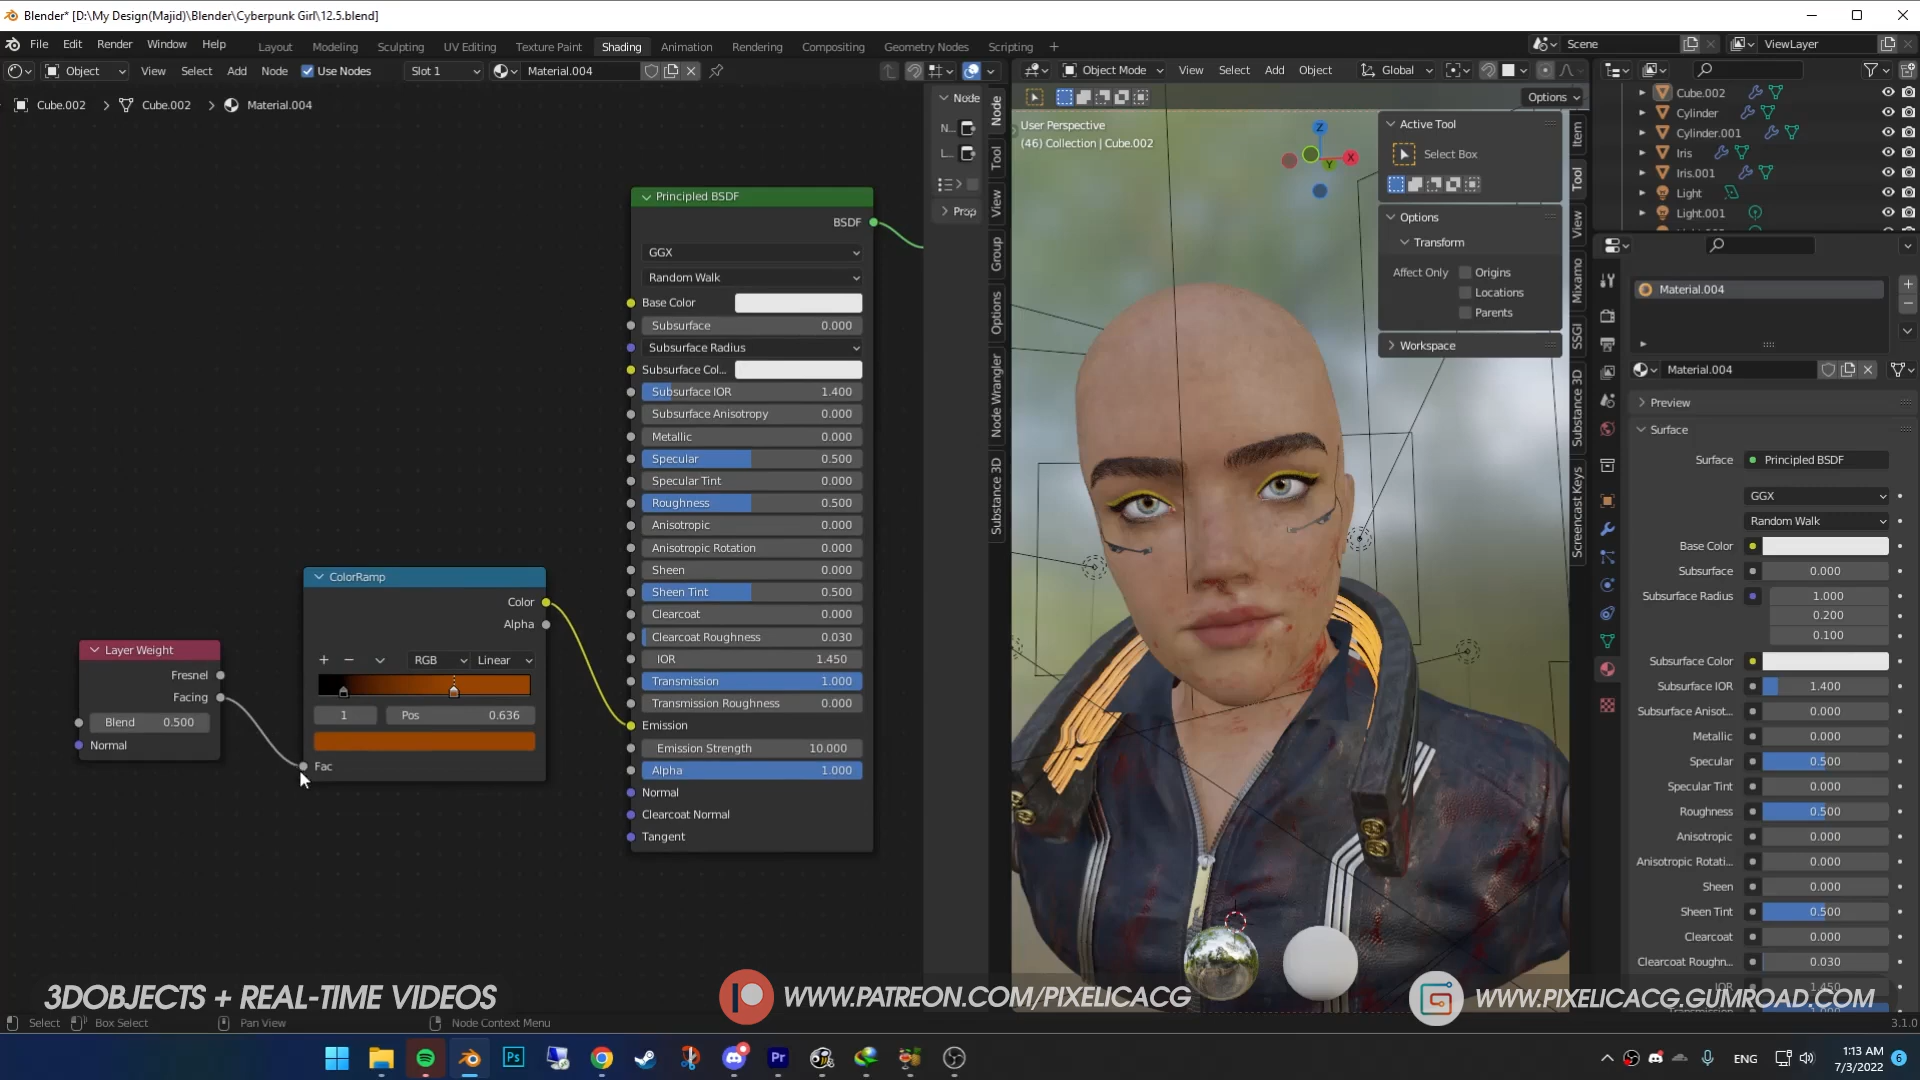 Blender* [D:\My Design(Majid)\Blender\Cyberpunk Girl\12.5.blend]
File Edit Render Window Help
Layout Modeling Sculpting UV Editing Texture Paint Shading Animation Rendering Compositing Geometry Nodes Scripting +
Scene
ViewLayer
Object View Select Add Node Use Nodes Slot 1 Material.004
Object Mode View Select Add Object Global
Cube.002 > Cube.002 > Material.004
Options
Node
N...
L...
Prop
Node
Tool
View
Group
Options
Node Wrangler
Substance 3D
Principled BSDF
BSDF
GGX
Random Walk
Base Color
Subsurface 0.000
Subsurface Radius
Subsurface Col...
Subsurface IOR 1.400
Subsurface Anisotropy 0.000
Metallic 0.000
Specular 0.500
Specular Tint 0.000
Roughness 0.500
Anisotropic 0.000
Anisotropic Rotation 0.000
Sheen 0.000
Sheen Tint 0.500
Clearcoat 0.000
Clearcoat Roughness 0.030
IOR 1.450
Transmission 1.000
Transmission Roughness 0.000
Emission
Emission Strength 10.000
Alpha 1.000
Normal
Clearcoat Normal
Tangent
ColorRamp
Color
Alpha
RGB Linear
1 Pos 0.636
Fac
Layer Weight
Fresnel
Facing
Blend 0.500
Normal
User Perspective
(46) Collection | Cube.002
Z
X
Y
Active Tool
Select Box
Options
Transform
Affect Only Origins
Locations
Parents
Workspace
Item
Tool
View
Mixamo
SSGI
Substance 3D
Screencast Keys
Cube.002
Cylinder
Cylinder.001
Iris
Iris.001
Light
Light.001
Material.004
Material.004
Preview
Surface
Surface Principled BSDF
GGX
Random Walk
Base Color
Subsurface 0.000
Subsurface Radius 1.000
0.200
0.100
Subsurface Color
Subsurface IOR 1.400
Subsurface Anisot... 0.000
Metallic 0.000
Specular 0.500
Specular Tint 0.000
Roughness 0.500
Anisotropic 0.000
Anisotropic Rotati... 0.000
Sheen 0.000
Sheen Tint 0.500
Clearcoat 0.000
Clearcoat Roughn... 0.030
IOR 1.450
3DOBJECTS + REAL-TIME VIDEOS
WWW.PATREON.COM/PIXELICACG
WWW.PIXELICACG.GUMROAD.COM
Select Box Select Pan View Node Context Menu
3.1.0
Ps
Pr
ENG
1:13 AM
7/3/2022
6